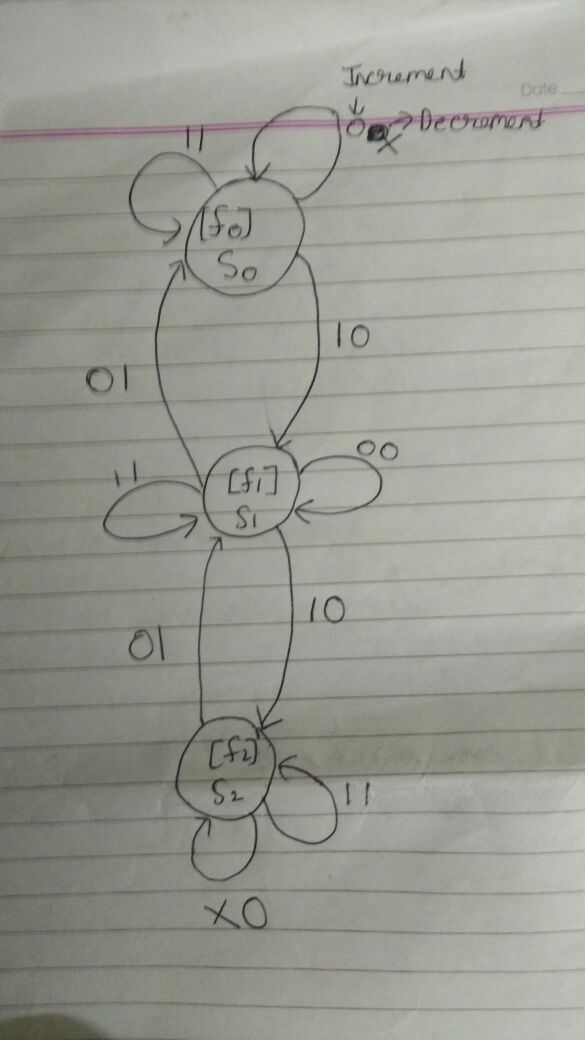 Increment
Date
0 X Decrement
11
[f0]
S0
10
01
00
11
[f1]
S1
10
01
[f2]
S2
11
X0